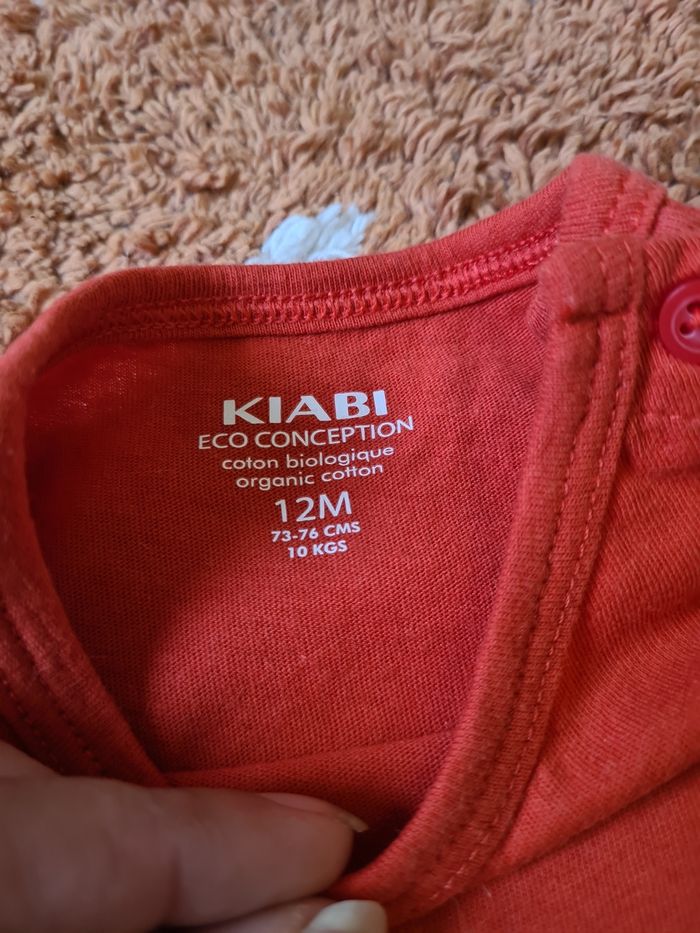 KIABI
ECO CONCEPTION
coton biologique
organic cotton
12M
73-76 CMS
10 KGS